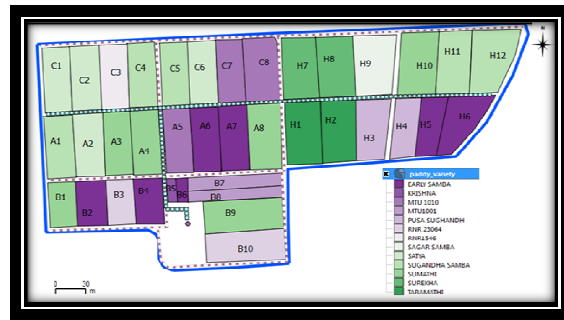 N
C1 C2 C3 C4 C5 C6 C7 C8 H7 H8 H9 H10 H11 H12
A1 A2 A3 A4 A5 A6 A7 A8 H1 H2 H3 H4 H5 H6
B1 B2 B3 B4 B5 B6 B7
B8
B9
B10
paddy_variety
EARLY SAMBA
KRISHNA
MTU 1010
MTU1001
PUSA SUGHANDH
RNR 23064
SAGAR SAMBA
SATYA
SUGANDHA SAMBA
SUMATHI
SUREKHA
TARAMATHI
0 30
m